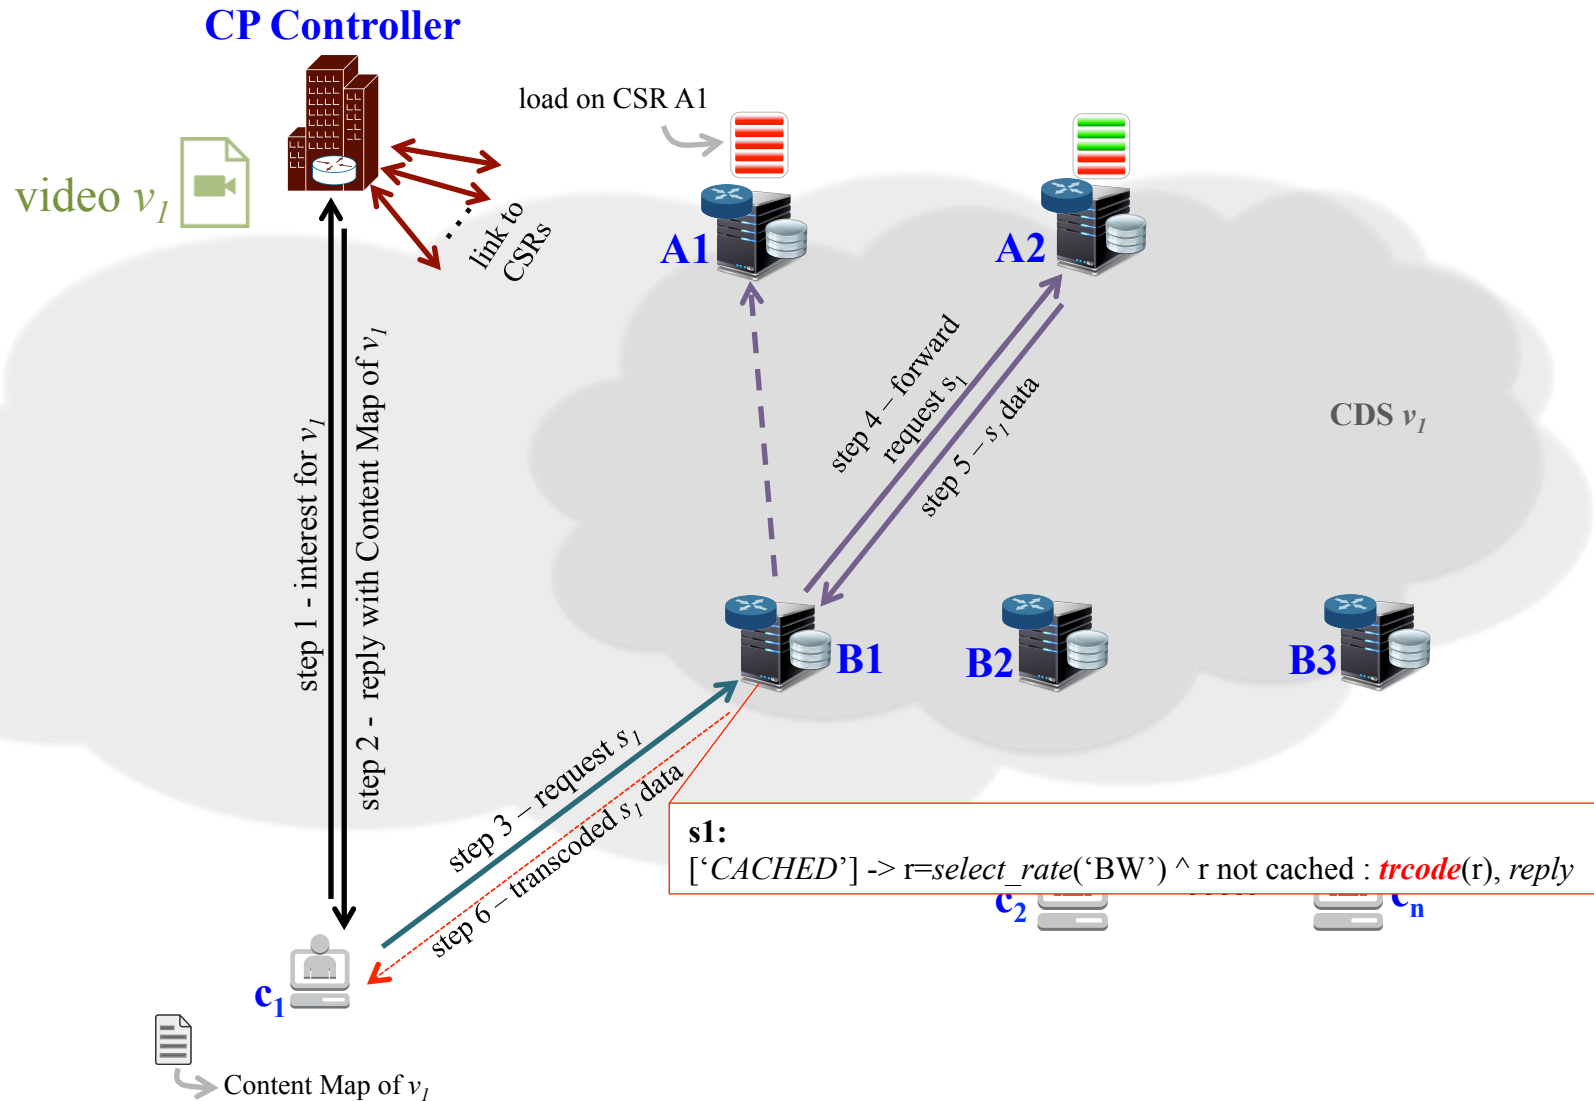 CP Controller
load on CSR A1
video v1
link to
CSRs
A1
A2
step 1 - interest for v1
step 2 - reply with Content Map of v1
step 4 – forward
request s1
step 5 – s1 data
CDS v1
B1
B2
B3
step 3 – request s1
step 6 – transcoded s1 data
s1:
[‘CACHED’] -> r=select_rate(‘BW’) ^ r not cached : trcode(r), reply
c1
c2
cn
Content Map of v1